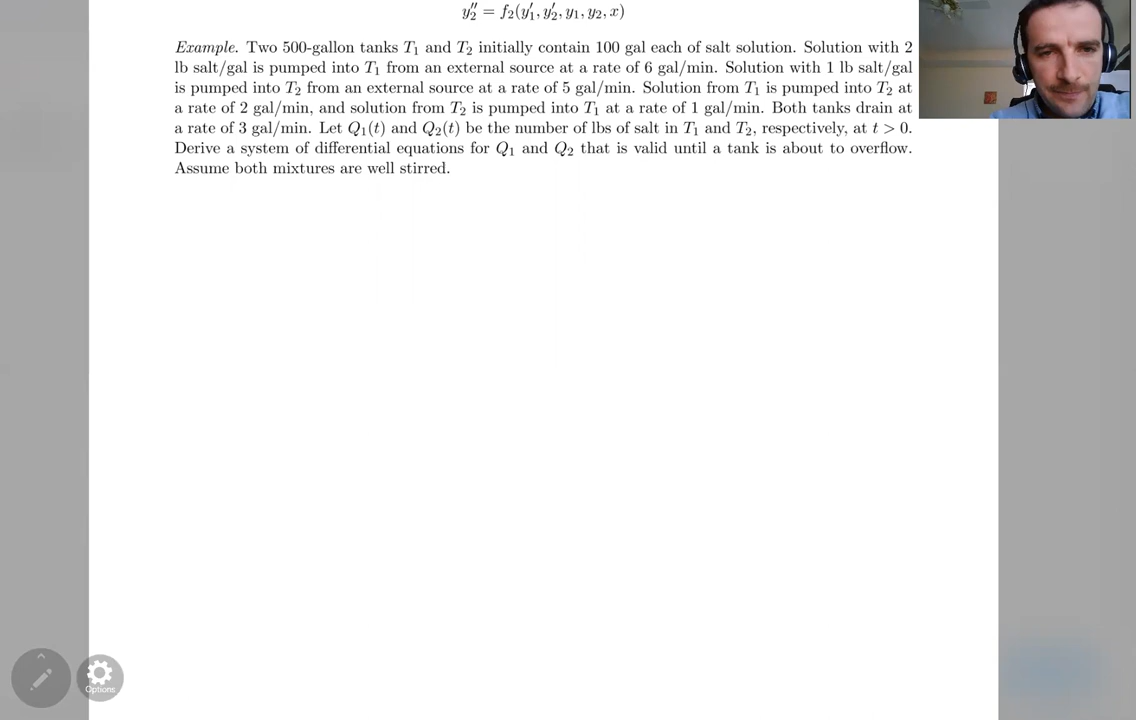 y₂″ = f₂(y₁′, y₂′, y₁, y₂, x)
Example. Two 500-gallon tanks T₁ and T₂ initially contain 100 gal each of salt solution. Solution with 2
lb salt/gal is pumped into T₁ from an external source at a rate of 6 gal/min. Solution with 1 lb salt/gal
is pumped into T₂ from an external source at a rate of 5 gal/min. Solution from T₁ is pumped into T₂ at
a rate of 2 gal/min, and solution from T₂ is pumped into T₁ at a rate of 1 gal/min. Both tanks drain at
a rate of 3 gal/min. Let Q₁(t) and Q₂(t) be the number of lbs of salt in T₁ and T₂, respectively, at t > 0.
Derive a system of differential equations for Q₁ and Q₂ that is valid until a tank is about to overflow.
Assume both mixtures are well stirred.
Options